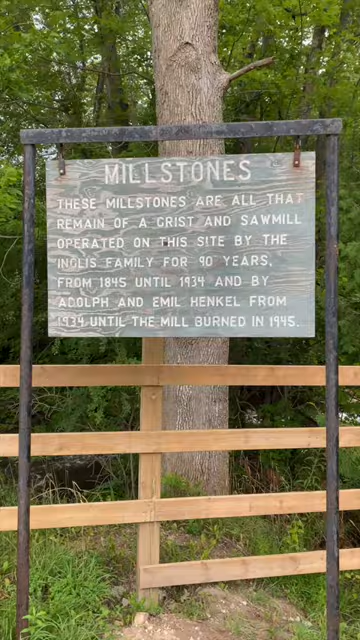 MILLSTONES
THESE MILLSTONES ARE ALL THAT
REMAIN OF A GRIST AND SAWMILL
OPERATED ON THIS SITE BY THE
INGLIS FAMILY FOR 90 YEARS,
FROM 1845 UNTIL 1934 AND BY
ADOLPH AND EMIL HENKEL FROM
1934 UNTIL THE MILL BURNED IN 1945.